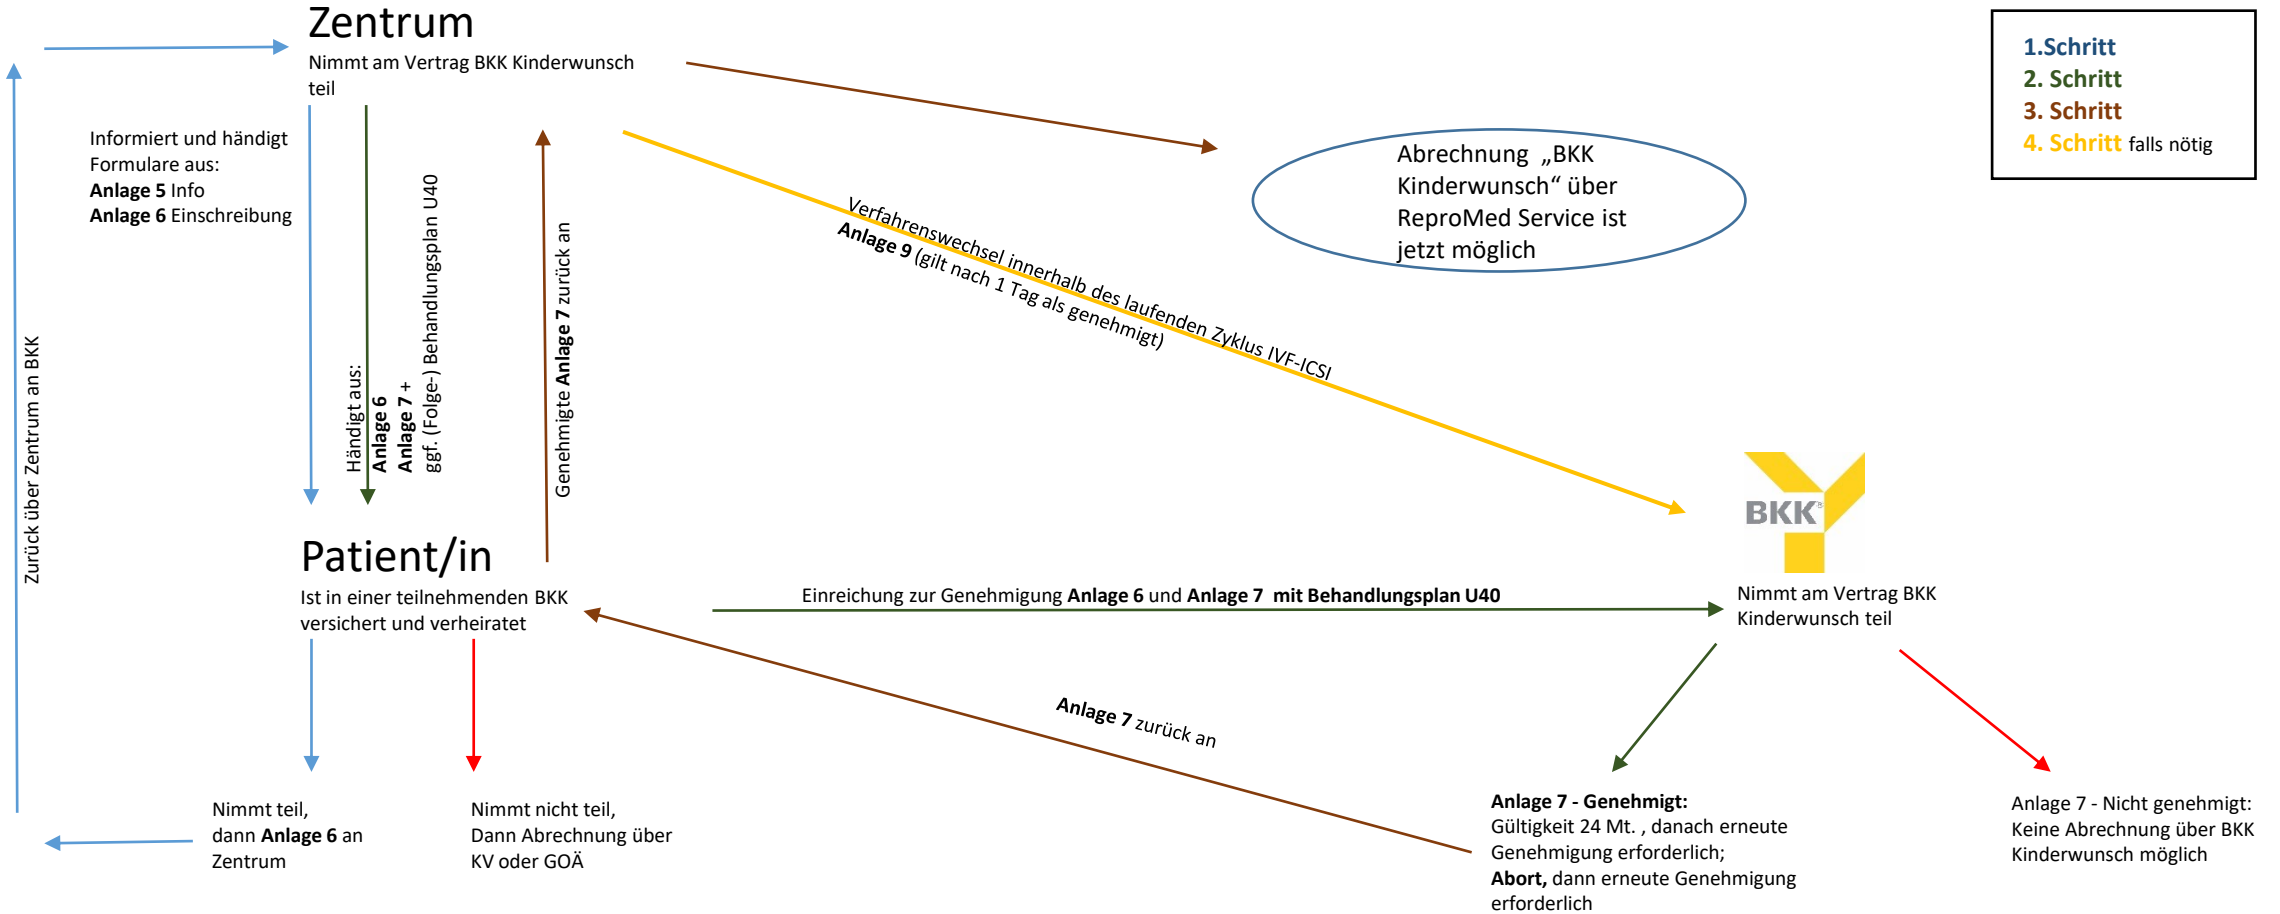 Zentrum
Nimmt am Vertrag BKK Kinderwunsch
teil
1.Schritt
2. Schritt
3. Schritt
4. Schritt falls nötig
Informiert und händigt
Formulare aus:
Anlage 5 Info
Anlage 6 Einschreibung
Abrechnung „BKK
Kinderwunsch“ über
ReproMed Service ist
jetzt möglich
Zurück über Zentrum an BKK
Händigt aus:
Anlage 6
Anlage 7 +
ggf. (Folge-) Behandlungsplan U40
Genehmigte Anlage 7 zurück an
Verfahrenswechsel innerhalb des laufenden Zyklus IVF-ICSI
Anlage 9 (gilt nach 1 Tag als genehmigt)
BKK®
Patient/in
Ist in einer teilnehmenden BKK
versichert und verheiratet
Einreichung zur Genehmigung Anlage 6 und Anlage 7 mit Behandlungsplan U40
Nimmt am Vertrag BKK
Kinderwunsch teil
Anlage 7 zurück an
Nimmt teil,
dann Anlage 6 an
Zentrum
Nimmt nicht teil,
Dann Abrechnung über
KV oder GOÄ
Anlage 7 - Genehmigt:
Gültigkeit 24 Mt. , danach erneute
Genehmigung erforderlich;
Abort, dann erneute Genehmigung
erforderlich
Anlage 7 - Nicht genehmigt:
Keine Abrechnung über BKK
Kinderwunsch möglich